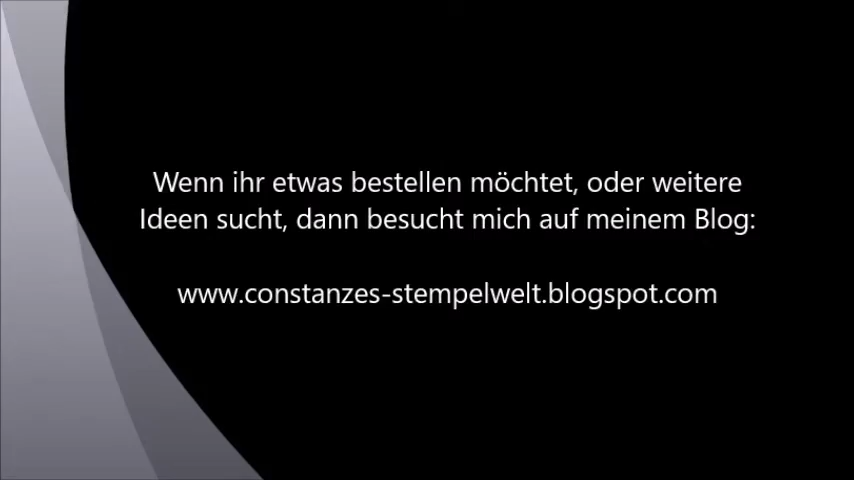 Wenn ihr etwas bestellen möchtet, oder weitere
Ideen sucht, dann besucht mich auf meinem Blog:
www.constanzes-stempelwelt.blogspot.com